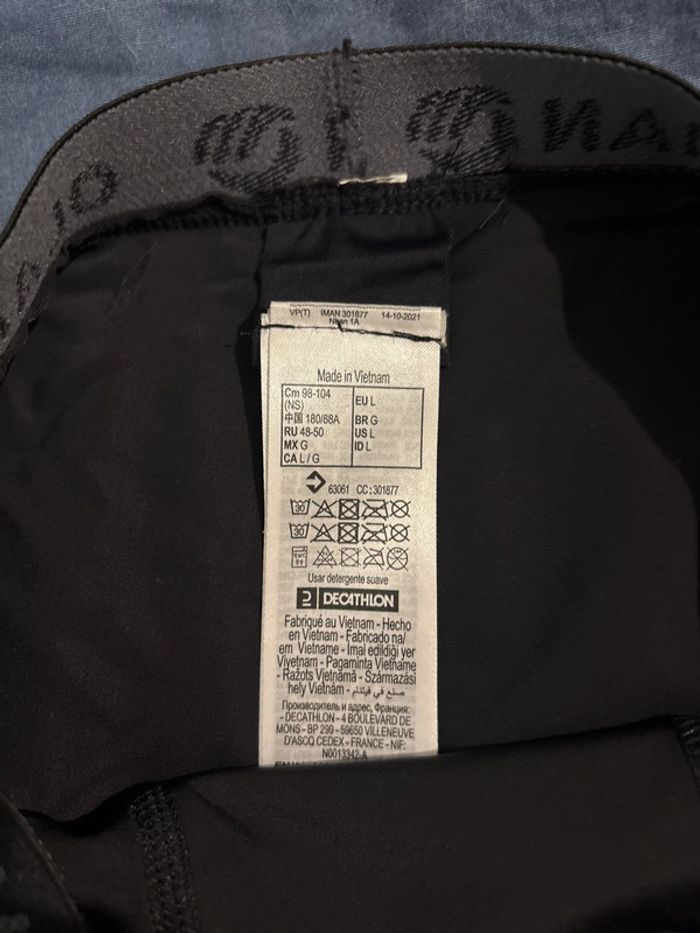 VP(T) IMAN 301877 14-10-2021
1A
Made in Vietnam
Cm 98-104 EU L
(NS)
中国 180/88A BR G
RU 48-50 US L
MX G ID L
CA L / G
63061 CC : 301877
30
30
Usar detergente suave
DECATHLON
Fabriqué au Vietnam - Hecho
en Vietnam - Fabricado na/
em Vietname - Imal edildiği yer
Viyetnam - Pagaminta Vietname
- Ražots Vjetnāmā - Származási
hely Vietnám - صنع في فيتنام
Производитель и адрес, Франция:
- DECATHLON - 4 BOULEVARD DE
MONS - BP 299 - 59650 VILLENEUVE
D'ASCQ CEDEX - FRANCE - NIF:
N0013342-A